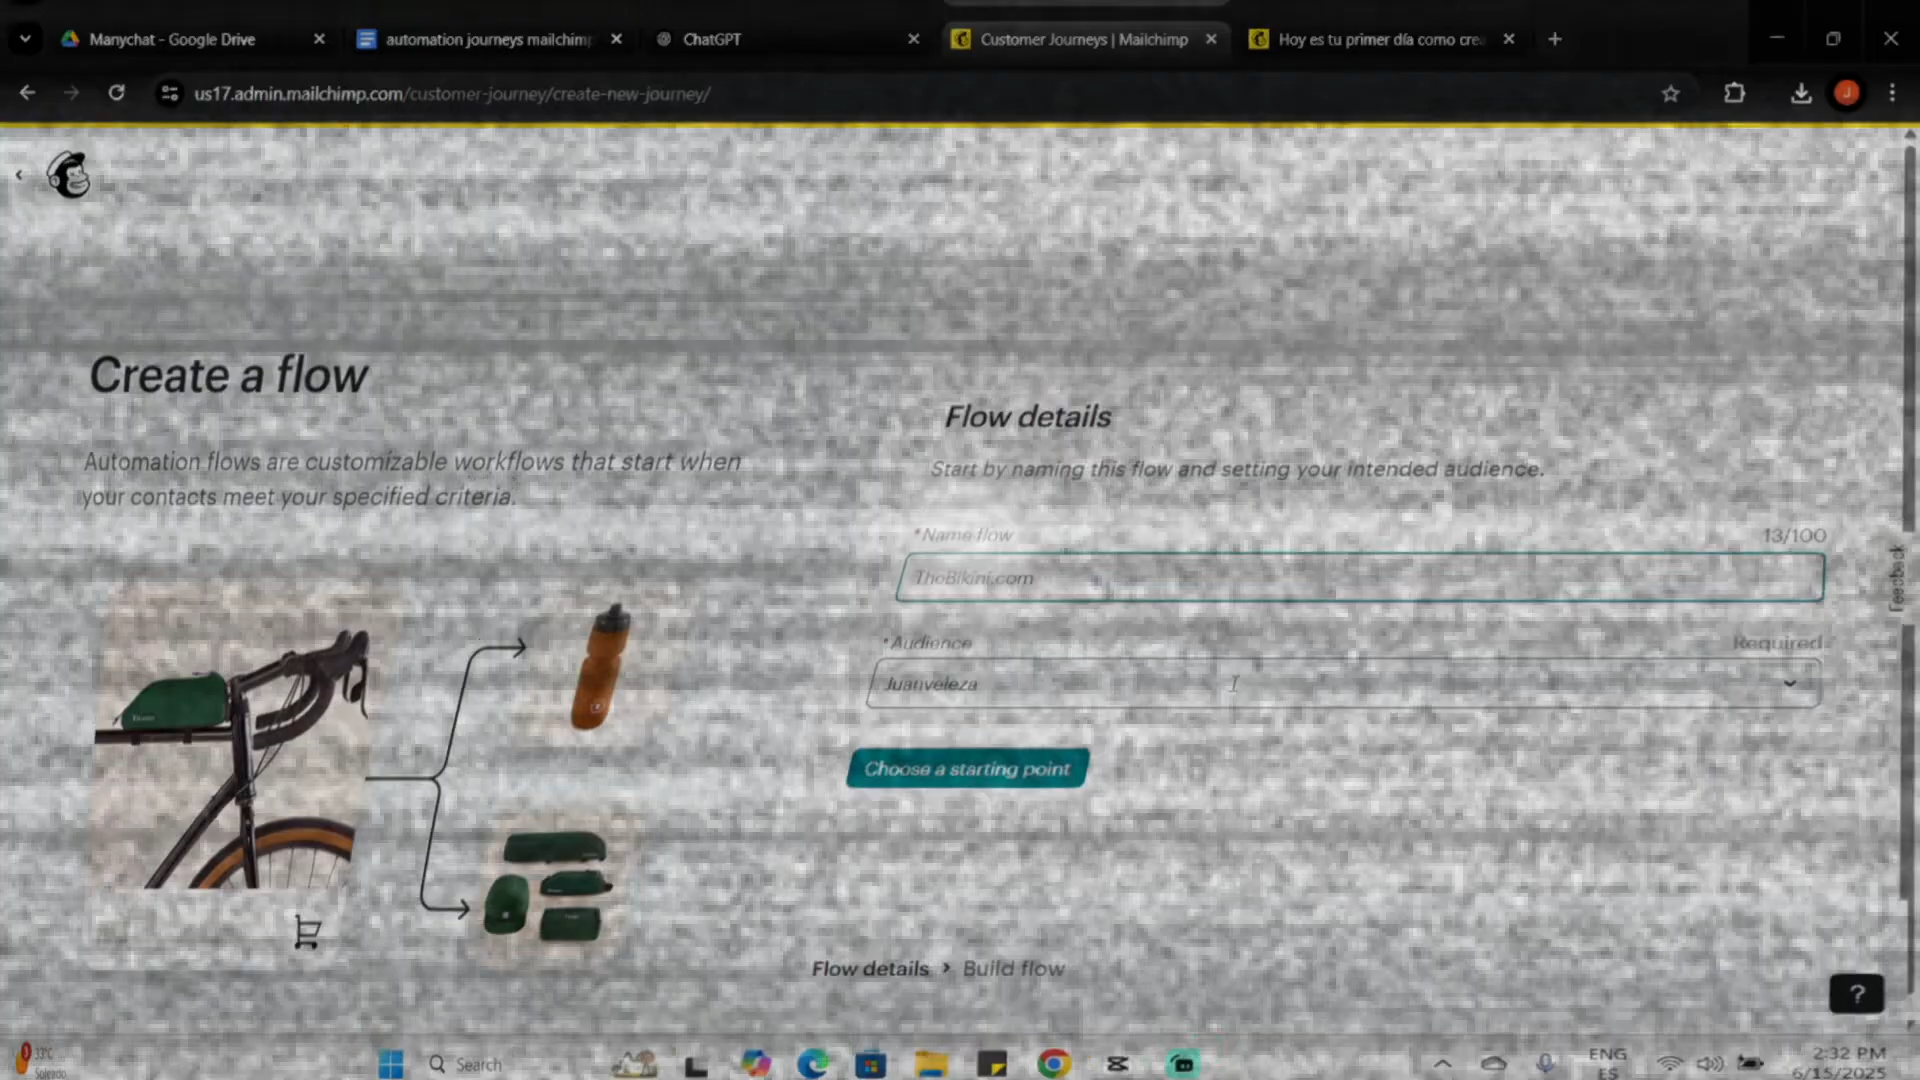 Manychat - Google Drive
automation journeys mailchimp
ChatGPT
Customer Journeys | Mailchimp
Hoy es tu primer día como crea
us17.admin.mailchimp.com/customer-journey/create-new-journey/
J
Create a flow
Automation flows are customizable workflows that start when
your contacts meet your specified criteria.
Flow details
Start by naming this flow and setting your intended audience.
*Name flow
13/100
TheBikini.com
*Audience
Required
Juanveleza
Choose a starting point
Feedback
Flow details > Build flow
?
33°C
Soleado
Search
ENG
ES
2:32 PM
6/15/2025